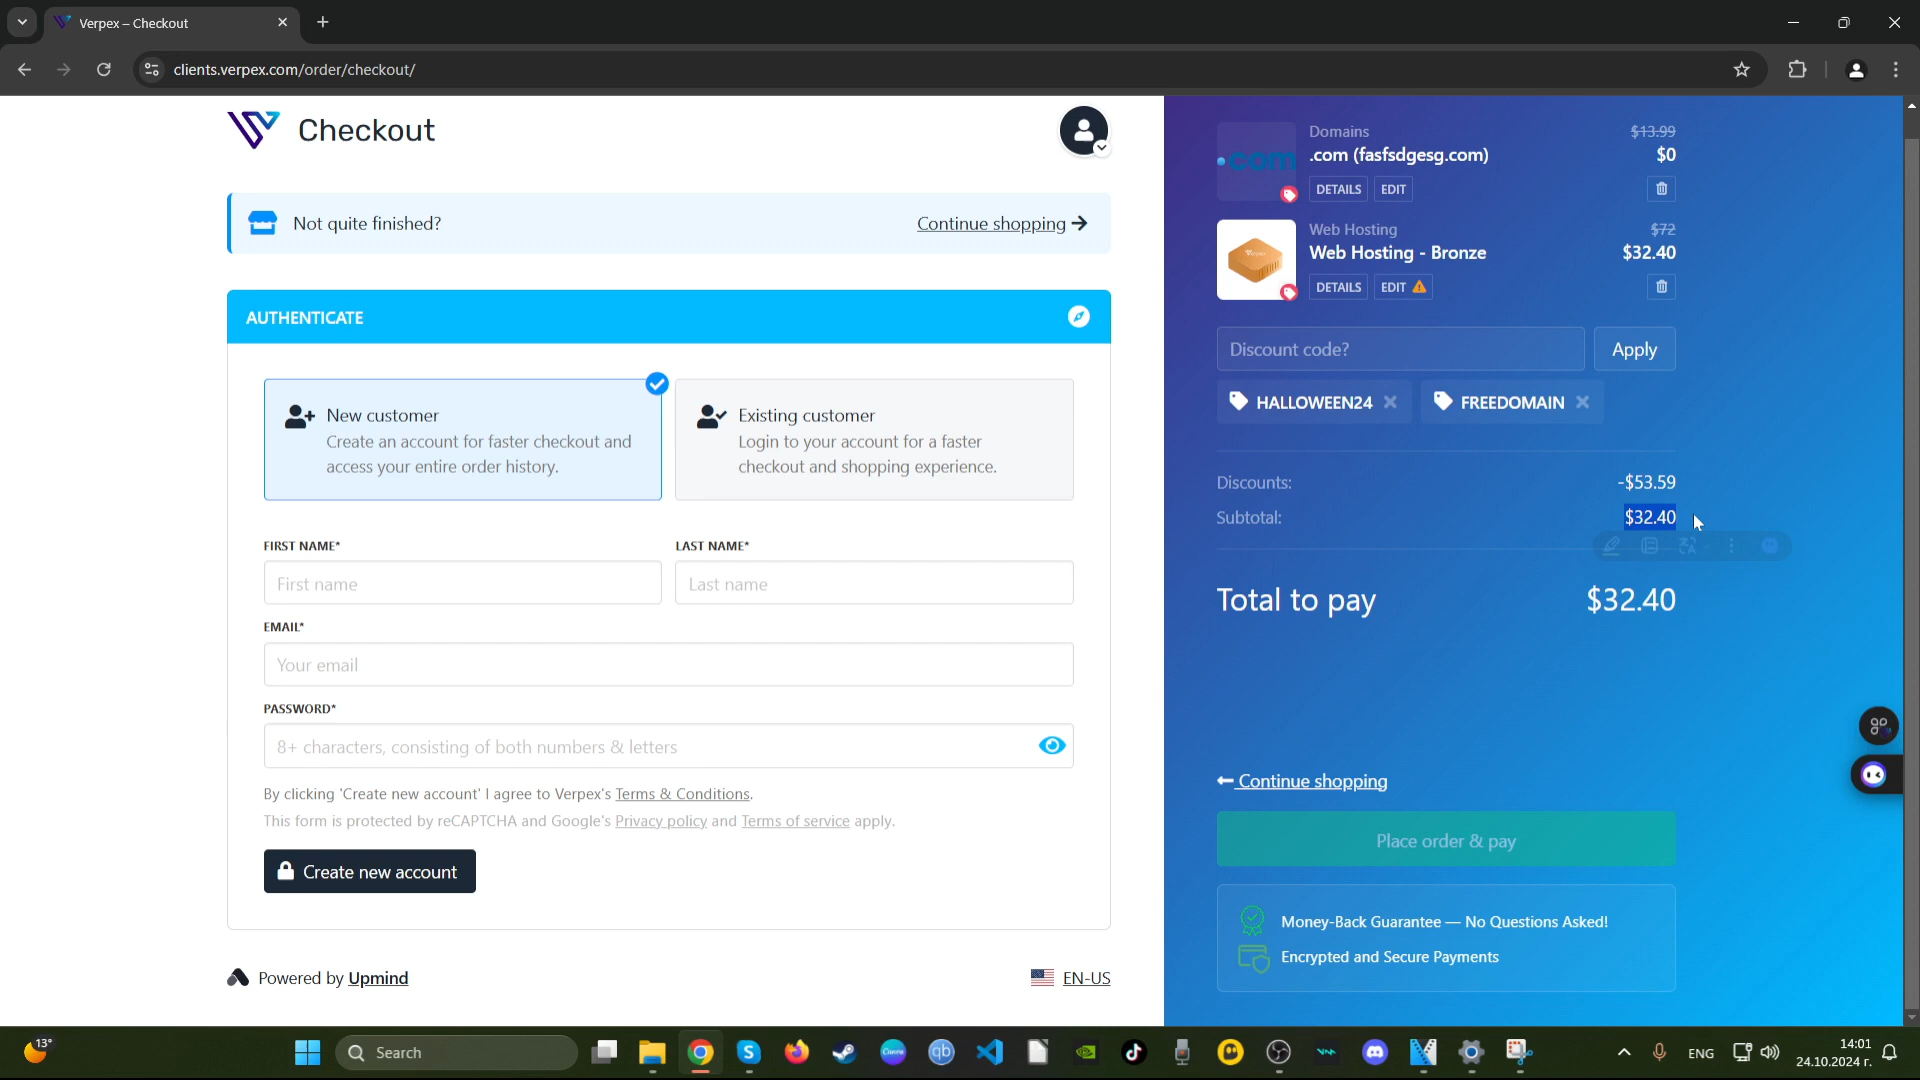 Verpex – Checkout
clients.verpex.com/order/checkout/
Checkout
Not quite finished?
Continue shopping →
AUTHENTICATE
New customer
Create an account for faster checkout and
access your entire order history.
Existing customer
Login to your account for a faster
checkout and shopping experience.
FIRST NAME*
LAST NAME*
First name
Last name
EMAIL*
Your email
PASSWORD*
8+ characters, consisting of both numbers & letters
By clicking 'Create new account' I agree to Verpex's Terms & Conditions.
This form is protected by reCAPTCHA and Google's Privacy policy and Terms of service apply.
Create new account
Powered by Upmind
EN-US
.com
Domains
$13.99
.com (fasfsdgesg.com)
$0
DETAILS
EDIT
Web Hosting
$72
Web Hosting - Bronze
$32.40
DETAILS
EDIT
Discount code?
Apply
HALLOWEEN24
FREEDOMAIN
Discounts:
-$53.59
Subtotal:
$32.40
Total to pay
$32.40
← Continue shopping
Place order & pay
Money-Back Guarantee — No Questions Asked!
Encrypted and Secure Payments
13°
Search
Canva
qb
ENG
14:01
24.10.2024 г.